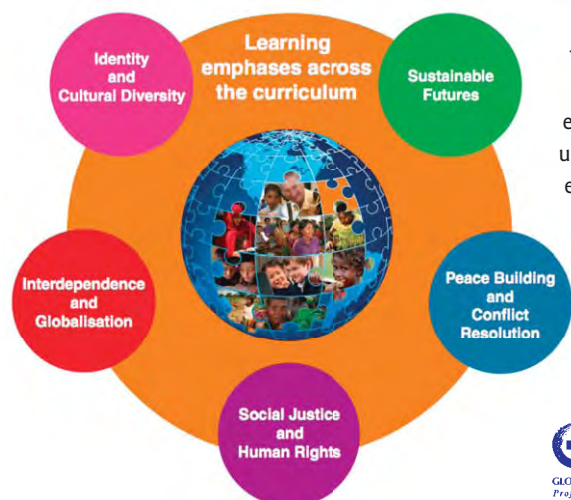 Learning
emphases across
the curriculum
Identity
and
Cultural Diversity
Sustainable
Futures
Interdependence
and
Globalisation
Peace Building
and
Conflict
Resolution
Social Justice
and
Human Rights